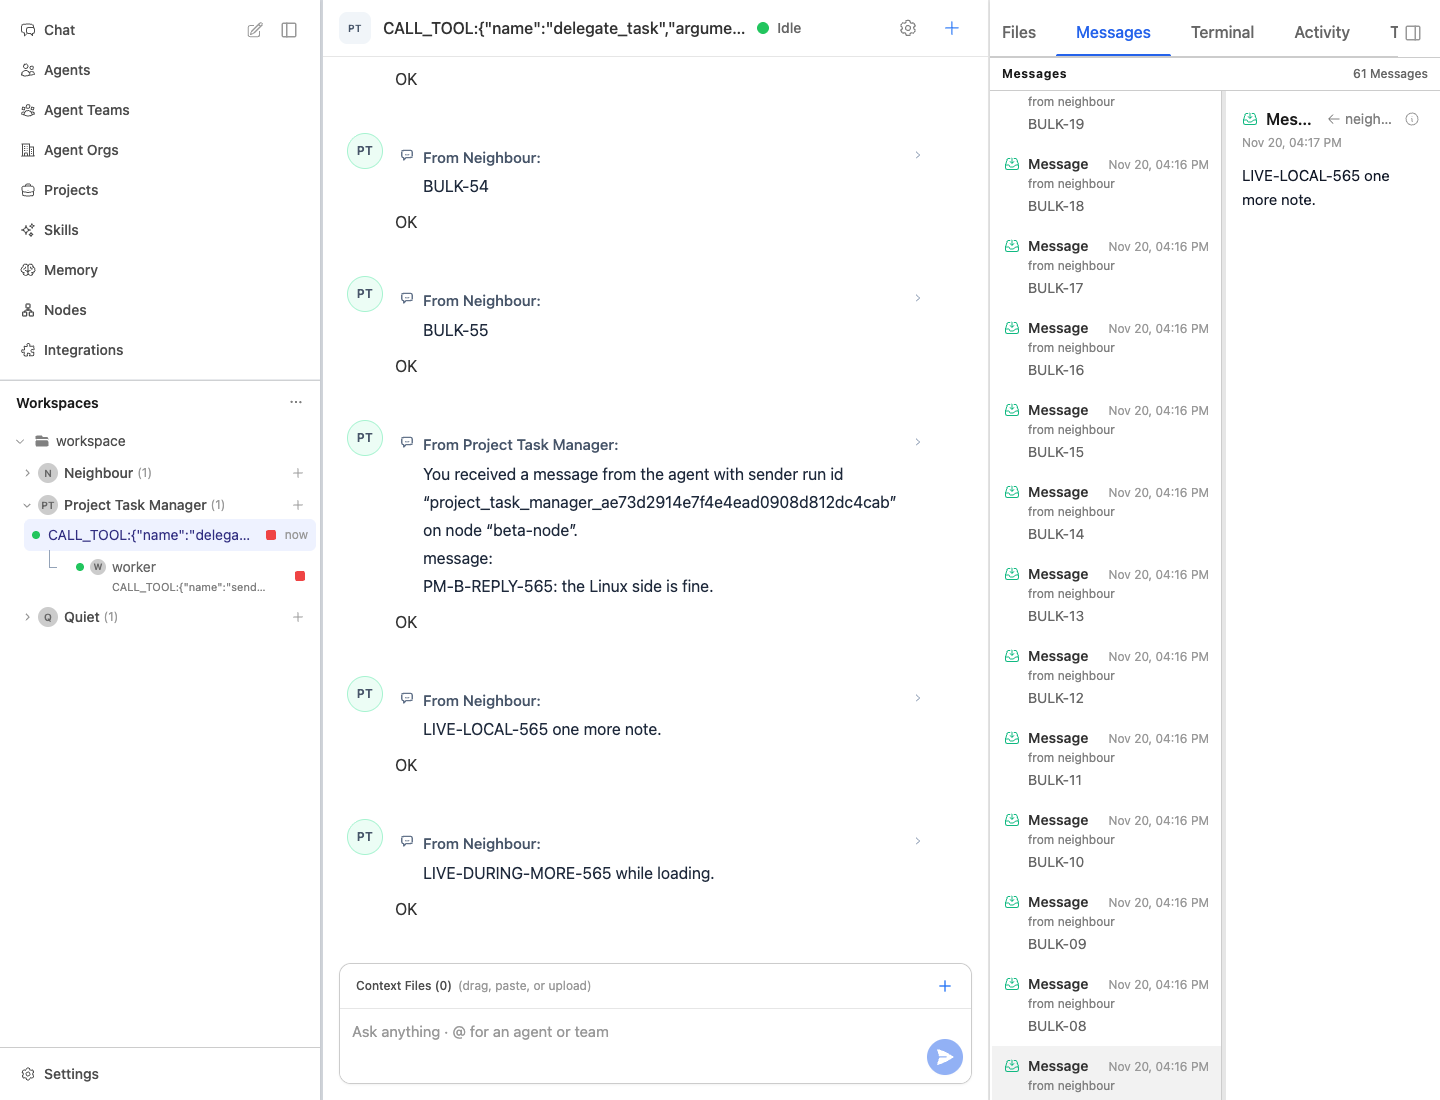 Chat
Agents
Agent Teams
Agent Orgs
Projects
Skills
Memory
Nodes
Integrations
Workspaces
workspace
N Neighbour (1)
PT Project Task Manager (1)
CALL_TOOL:{"name":"delega... now
W worker
CALL_TOOL:{"name":"send...
Q Quiet (1)
Settings
PT CALL_TOOL:{"name":"delegate_task","argume... Idle
OK
PT From Neighbour:
BULK-54
OK
PT From Neighbour:
BULK-55
OK
PT From Project Task Manager:
You received a message from the agent with sender run id
“project_task_manager_ae73d2914e7f4e4ead0908d812dc4cab”
on node “beta-node”.
message:
PM-B-REPLY-565: the Linux side is fine.
OK
PT From Neighbour:
LIVE-LOCAL-565 one more note.
OK
PT From Neighbour:
LIVE-DURING-MORE-565 while loading.
OK
Context Files (0) (drag, paste, or upload)
Ask anything · @ for an agent or team
Files Messages Terminal Activity T
Messages 61 Messages
from neighbour
BULK-19
Message Nov 20, 04:16 PM
from neighbour
BULK-18
Message Nov 20, 04:16 PM
from neighbour
BULK-17
Message Nov 20, 04:16 PM
from neighbour
BULK-16
Message Nov 20, 04:16 PM
from neighbour
BULK-15
Message Nov 20, 04:16 PM
from neighbour
BULK-14
Message Nov 20, 04:16 PM
from neighbour
BULK-13
Message Nov 20, 04:16 PM
from neighbour
BULK-12
Message Nov 20, 04:16 PM
from neighbour
BULK-11
Message Nov 20, 04:16 PM
from neighbour
BULK-10
Message Nov 20, 04:16 PM
from neighbour
BULK-09
Message Nov 20, 04:16 PM
from neighbour
BULK-08
Message Nov 20, 04:16 PM
from neighbour
Mes... ← neigh...
Nov 20, 04:17 PM
LIVE-LOCAL-565 one
more note.